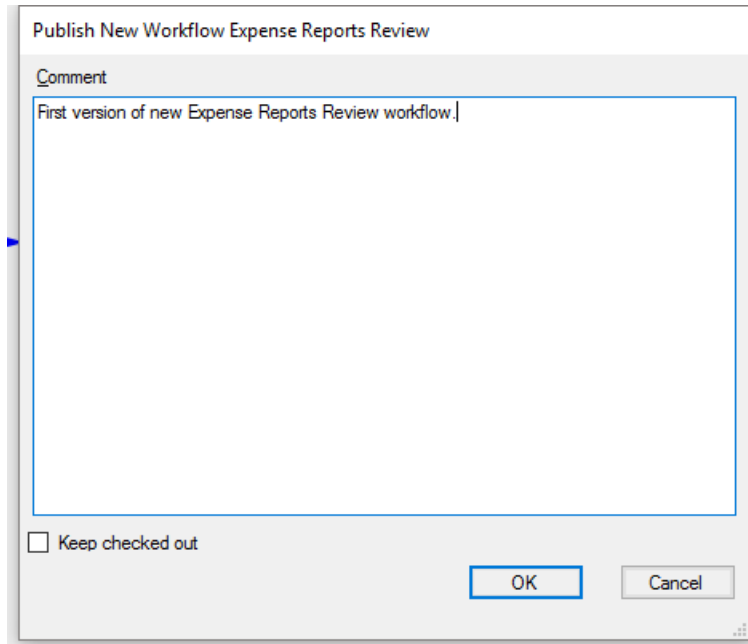 Publish New Workflow Expense Reports Review
Comment
First version of new Expense Reports Review workflow.
Keep checked out
OK
Cancel